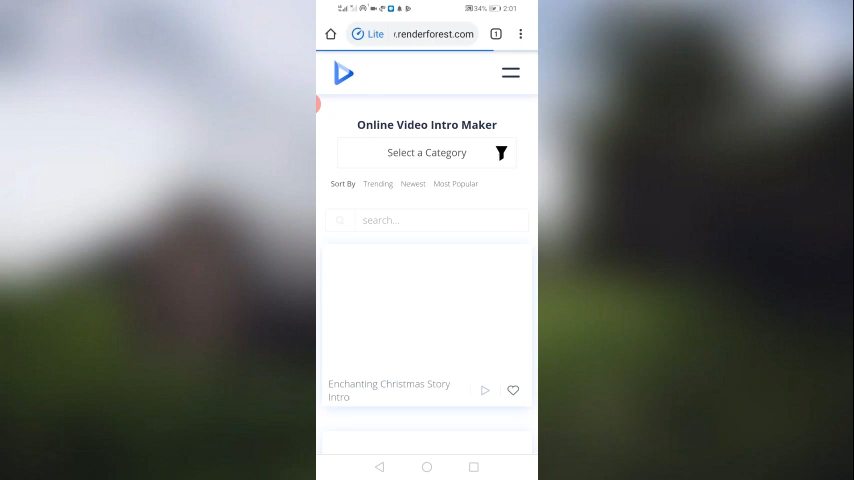 34% 2:01
Lite .renderforest.com 1
Online Video Intro Maker
Select a Category
Sort By Trending Newest Most Popular
search...
Enchanting Christmas Story
Intro